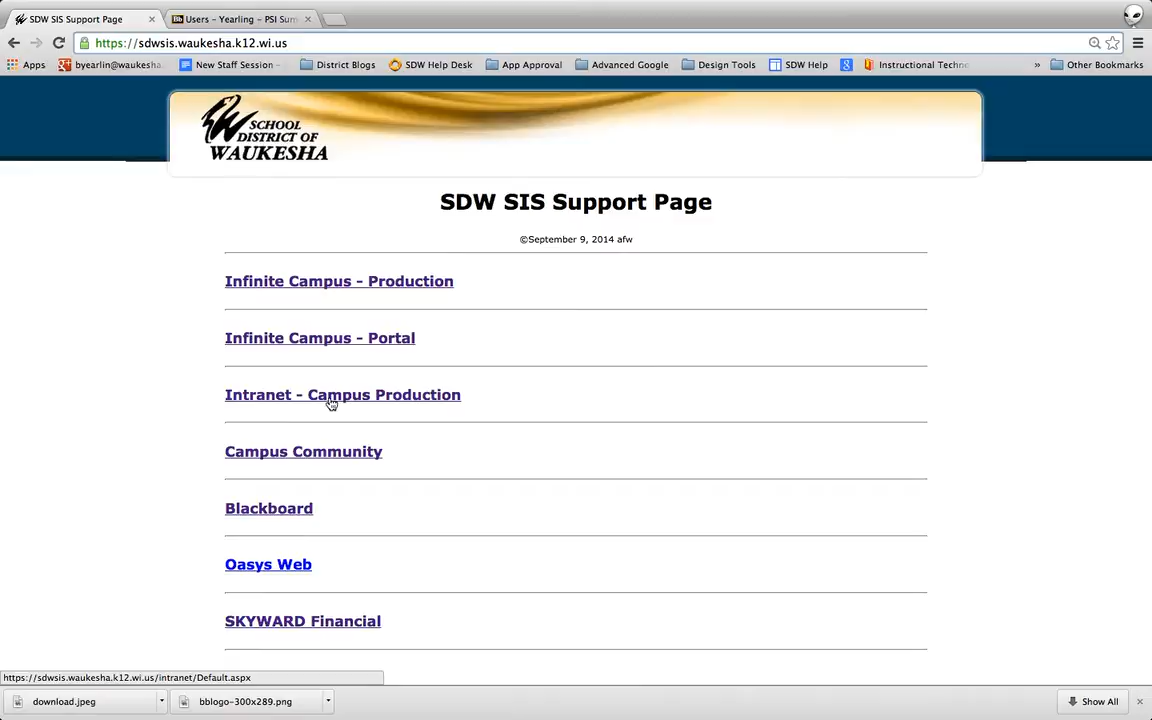 SDW SIS Support Page
Users - Yearling - PSI Sum
https://sdwsis.waukesha.k12.wi.us
Apps
byearlin@waukesha
New Staff Session -
District Blogs
SDW Help Desk
App Approval
Advanced Google
Design Tools
SDW Help
Instructional Techno
»
Other Bookmarks
SCHOOL
DISTRICT OF
WAUKESHA
SDW SIS Support Page
©September 9, 2014 afw
Infinite Campus - Production
Infinite Campus - Portal
Intranet - Campus Production
Campus Community
Blackboard
Oasys Web
SKYWARD Financial
https://sdwsis.waukesha.k12.wi.us/intranet/Default.aspx
download.jpeg
bblogo-300x289.png
Show All